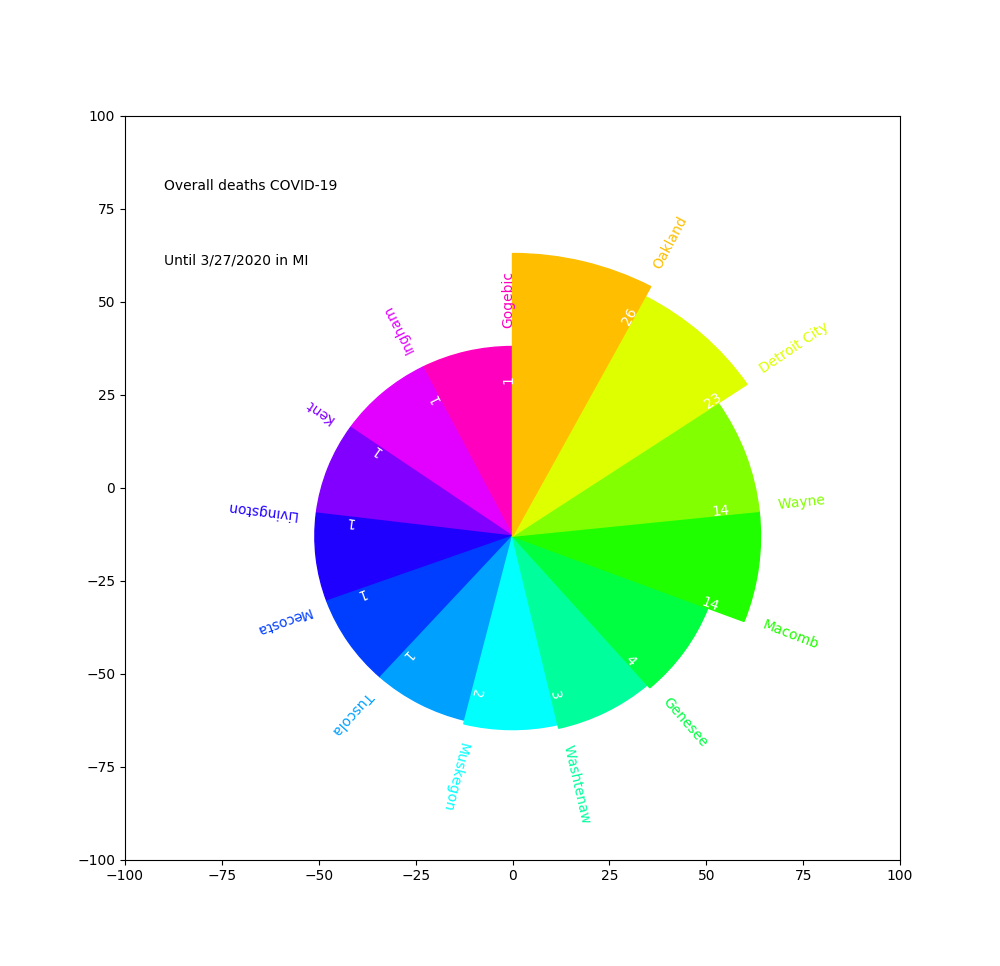 Overall deaths COVID-19
Until 3/27/2020 in MI
100
75
50
25
0
−25
−50
−75
−100
−100
−75
−50
−25
0
25
50
75
100
Oakland
26
Detroit City
23
Wayne
14
Macomb
14
Genesee
4
Washtenaw
3
Muskegon
2
Tuscola
1
Mecosta
1
Livingston
1
Kent
1
Ingham
1
Gogebic
1